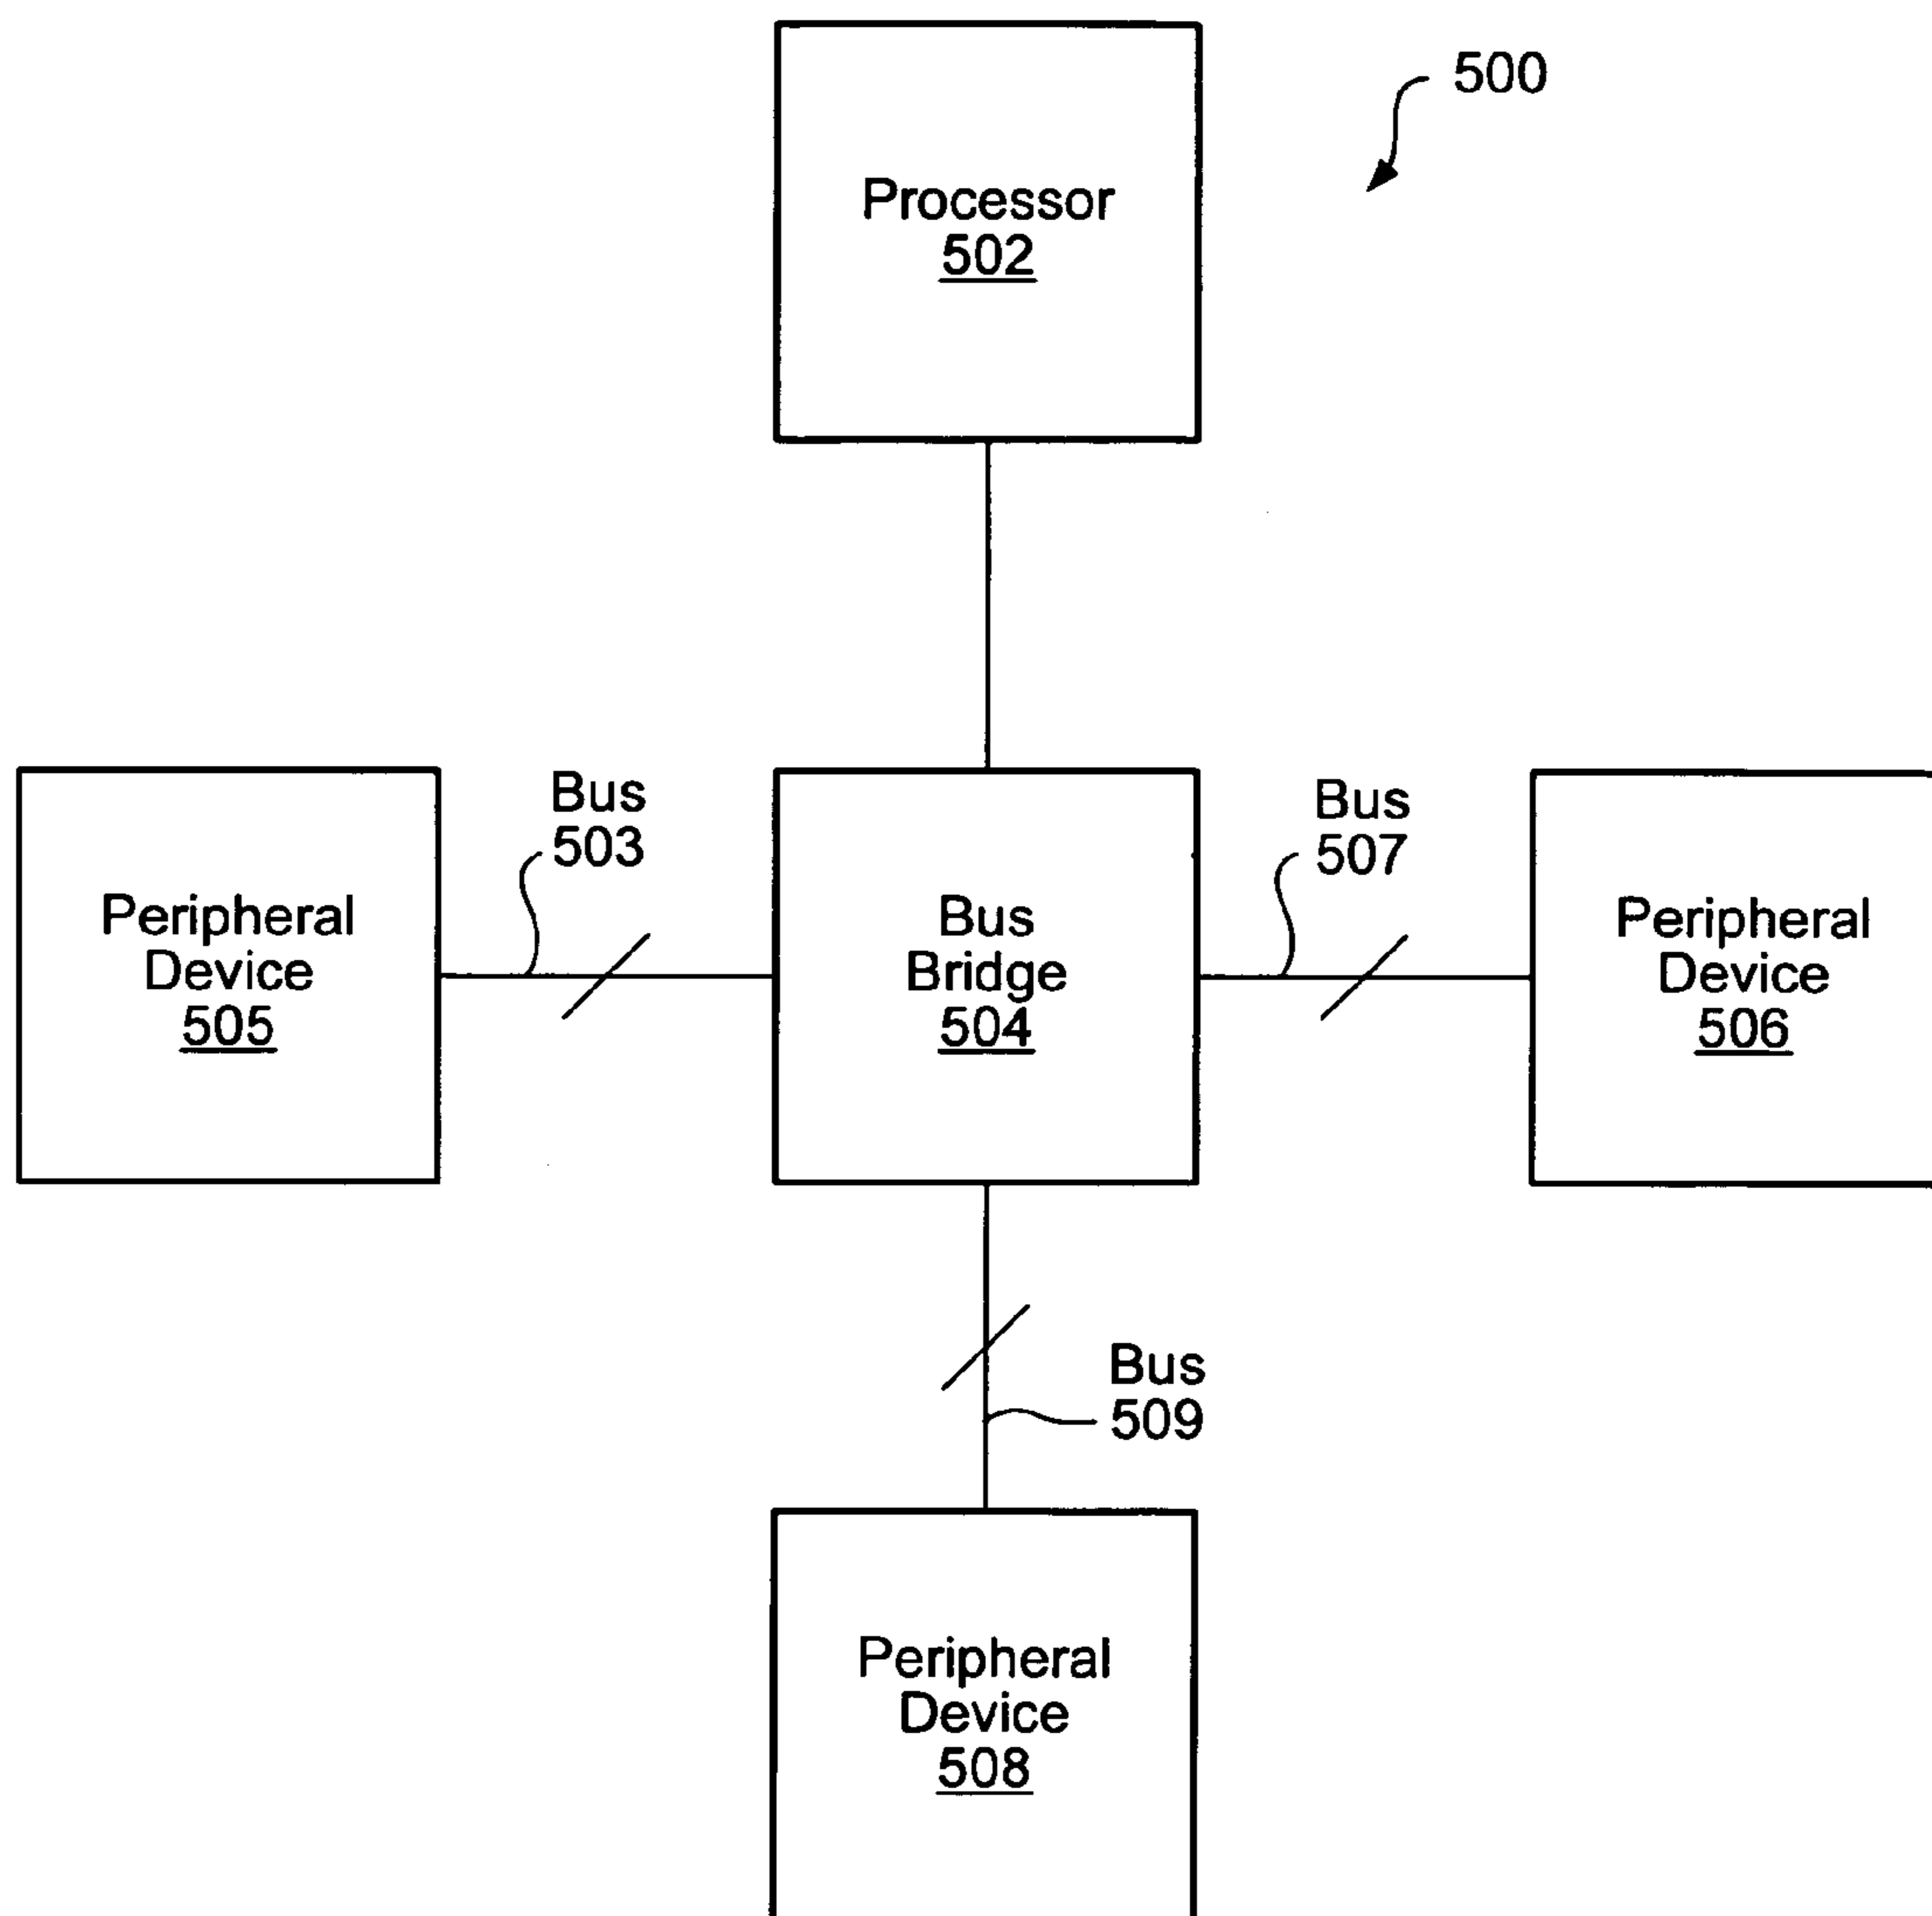 500
Processor
502
Bus
503
Bus
507
Peripheral
Device
505
Bus
Bridge
504
Peripheral
Device
506
Bus
509
Peripheral
Device
508